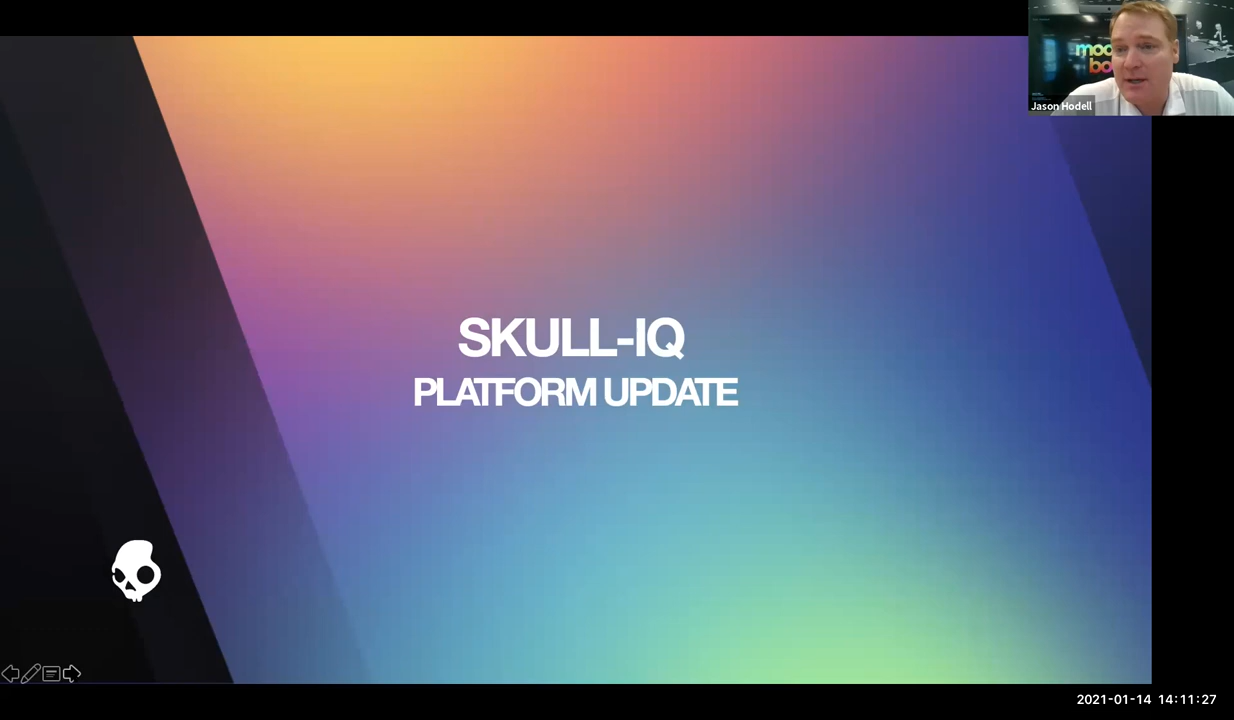 Jason Hodell
SKULL-IQ
PLATFORM UPDATE
2021-01-14 14:11:27